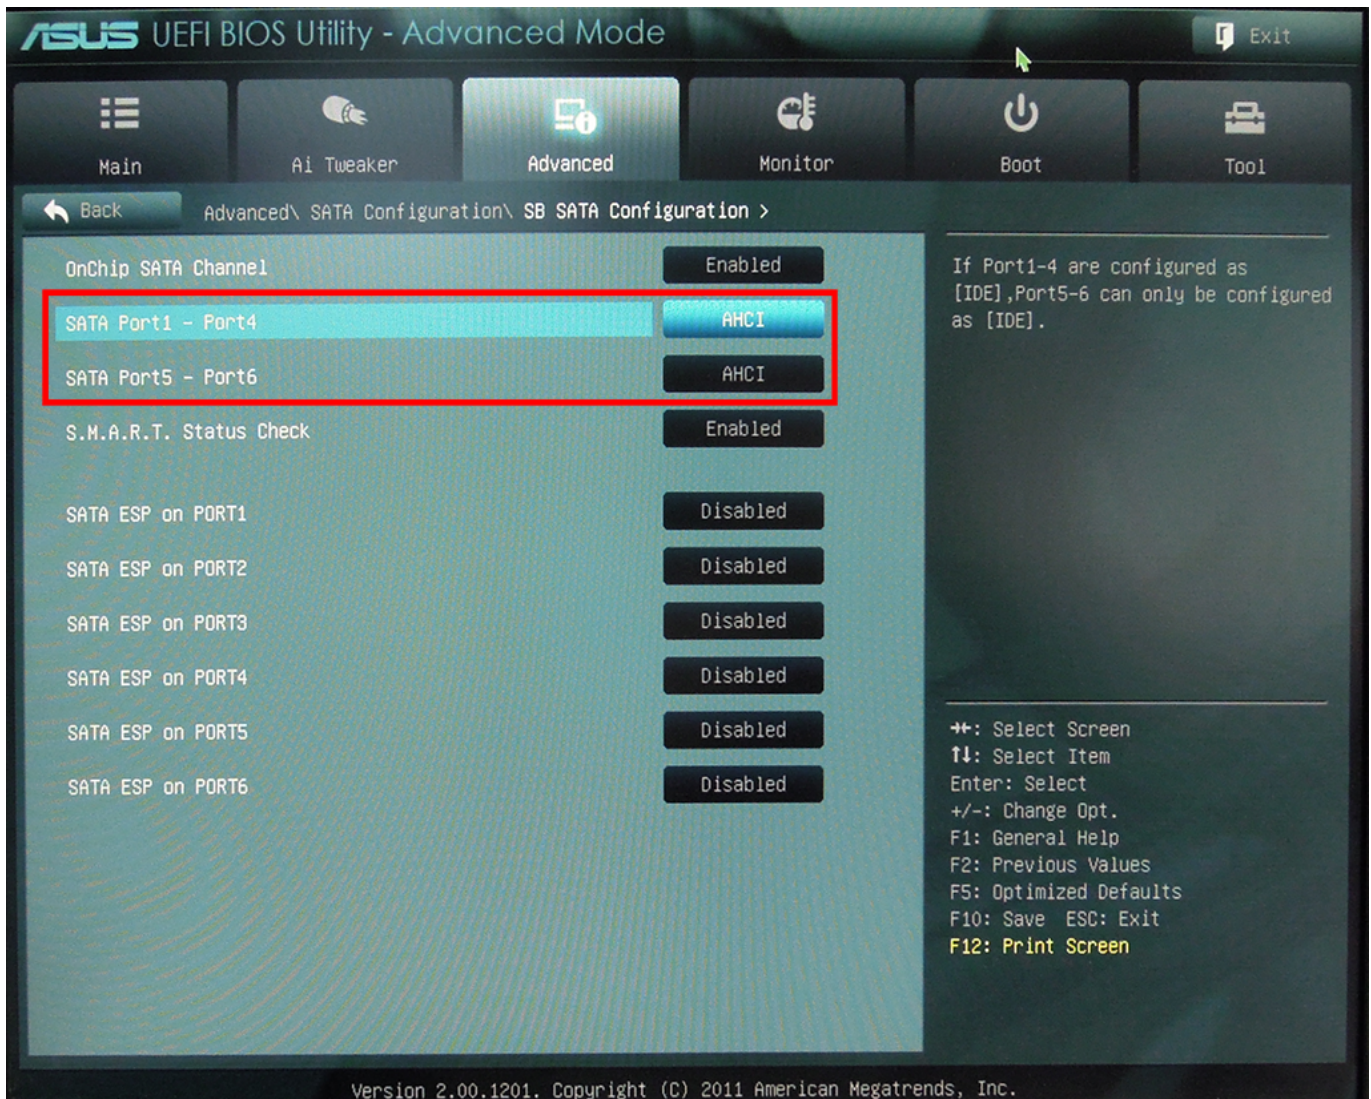 ASUS UEFI BIOS Utility - Advanced Mode
Exit
Main
Ai Tweaker
Advanced
Monitor
Boot
Tool
Back
Advanced\ SATA Configuration\ SB SATA Configuration >
OnChip SATA Channel Enabled
SATA Port1 - Port4 AHCI
SATA Port5 - Port6 AHCI
S.M.A.R.T. Status Check Enabled
SATA ESP on PORT1 Disabled
SATA ESP on PORT2 Disabled
SATA ESP on PORT3 Disabled
SATA ESP on PORT4 Disabled
SATA ESP on PORT5 Disabled
SATA ESP on PORT6 Disabled
If Port1-4 are configured as
[IDE],Port5-6 can only be configured
as [IDE].
→←: Select Screen
↑↓: Select Item
Enter: Select
+/-: Change Opt.
F1: General Help
F2: Previous Values
F5: Optimized Defaults
F10: Save ESC: Exit
F12: Print Screen
Version 2.00.1201. Copyright (C) 2011 American Megatrends, Inc.